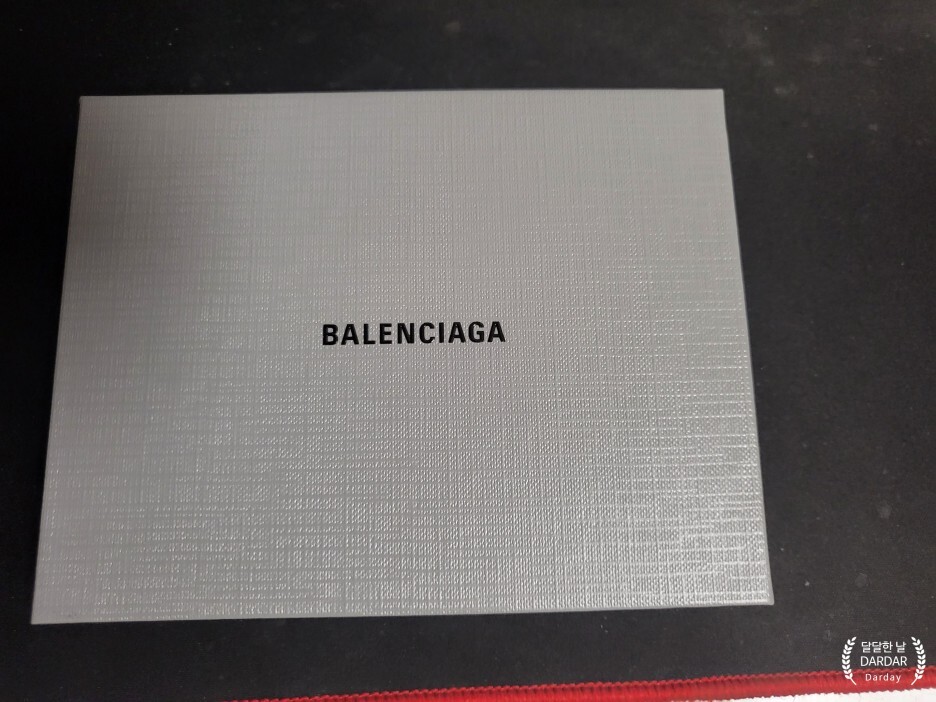 BALENCIAGA
달달한 날
DARDAR
Darday